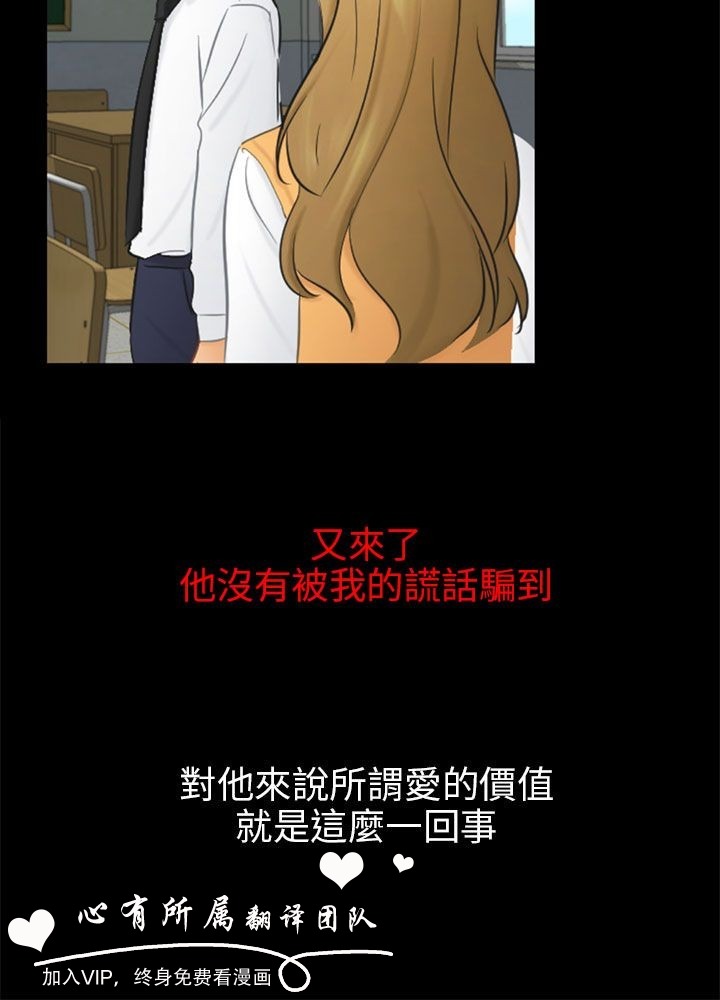 又來了
他沒有被我的謊話騙到
對他來說所謂愛的價值
就是這麼一回事
心有所属翻译团队
加入VIP，终身免费看漫画